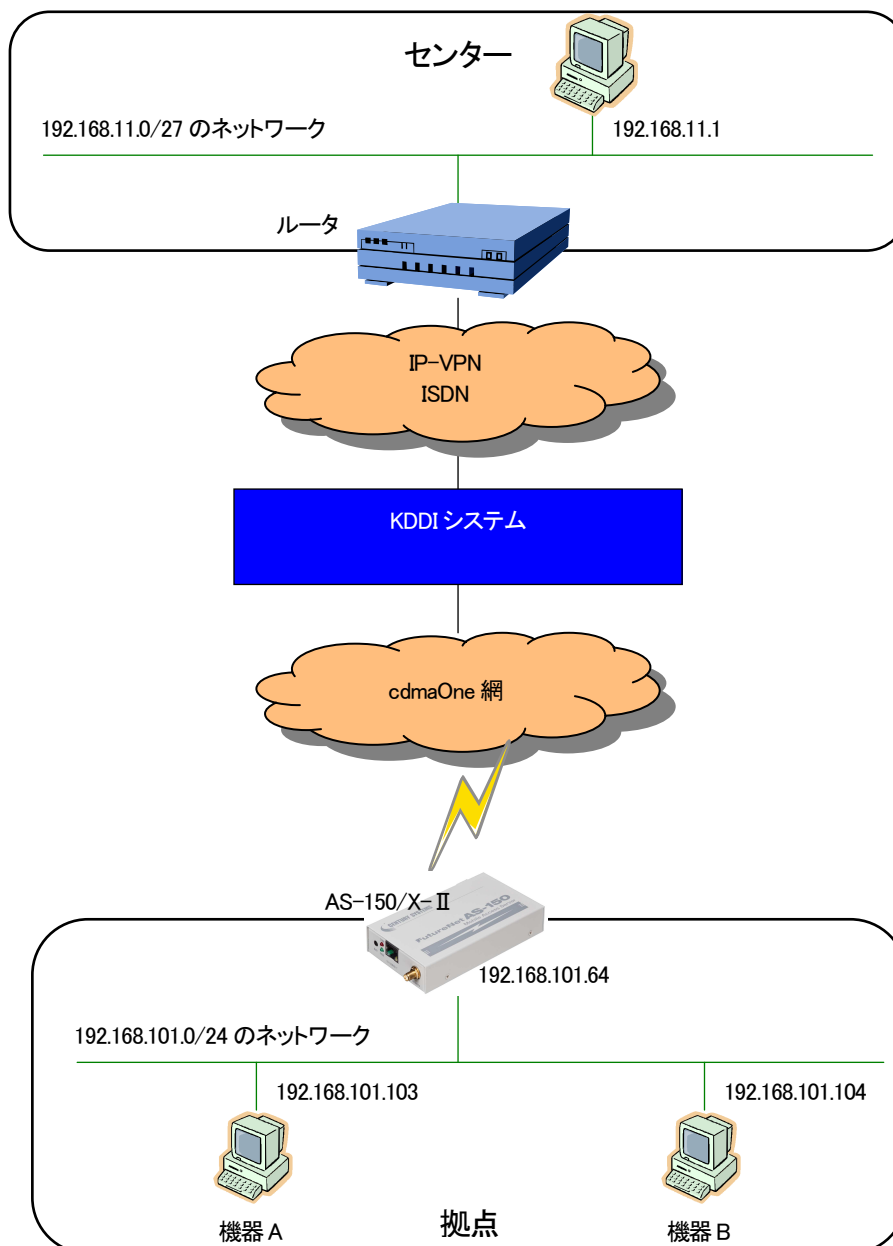 センター
192.168.11.0/27 のネットワーク
192.168.11.1
ルータ
IP-VPN
ISDN
KDDI システム
cdmaOne 網
AS-150/X-Ⅱ
FutureNet AS-150
192.168.101.64
192.168.101.0/24 のネットワーク
192.168.101.103
192.168.101.104
機器 A
拠点
機器 B